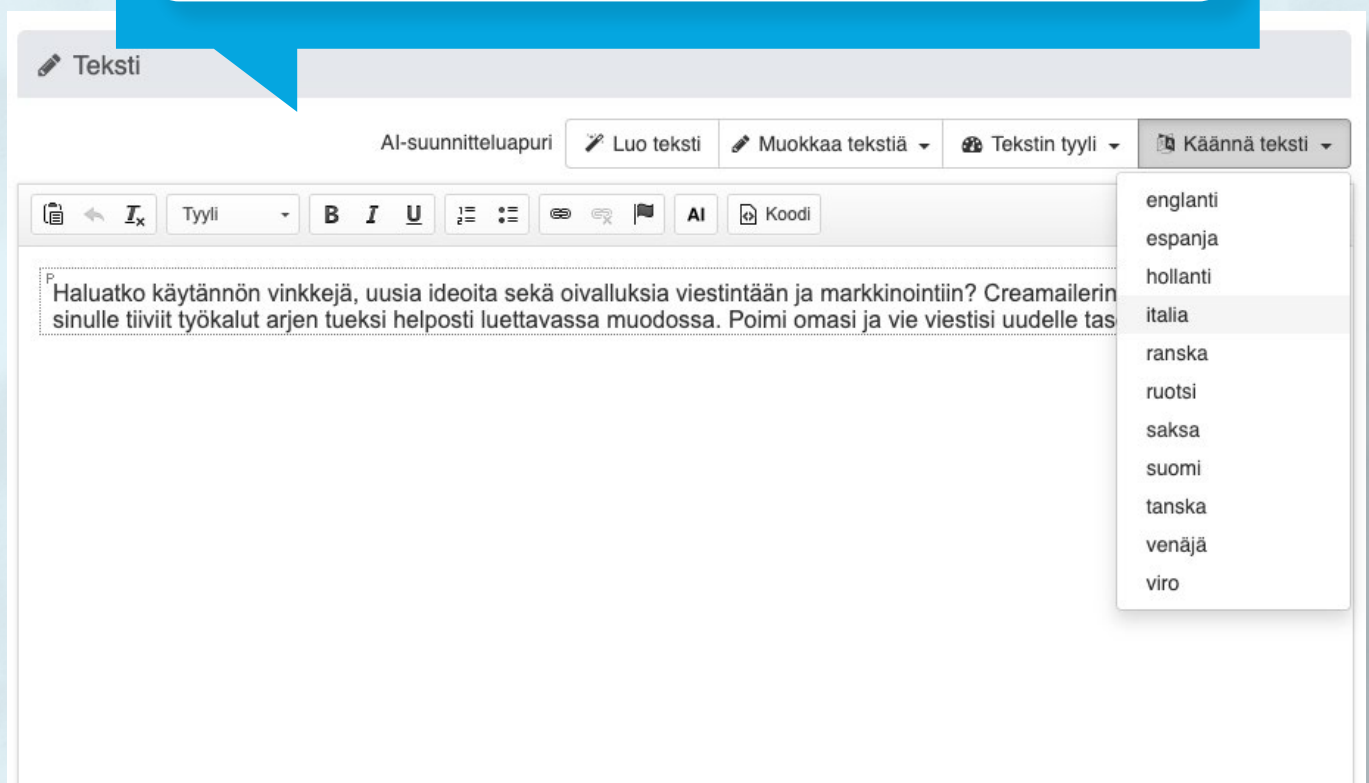 Teksti
AI-suunnitteluapuri Luo teksti Muokkaa tekstiä Tekstin tyyli Käännä teksti
Tyyli B I U AI Koodi
P
Haluatko käytännön vinkkejä, uusia ideoita sekä oivalluksia viestintään ja markkinointiin? Creamailerin
sinulle tiiviit työkalut arjen tueksi helposti luettavassa muodossa. Poimi omasi ja vie viestisi uudelle
englanti
espanja
hollanti
italia
ranska
ruotsi
saksa
suomi
tanska
venäjä
viro